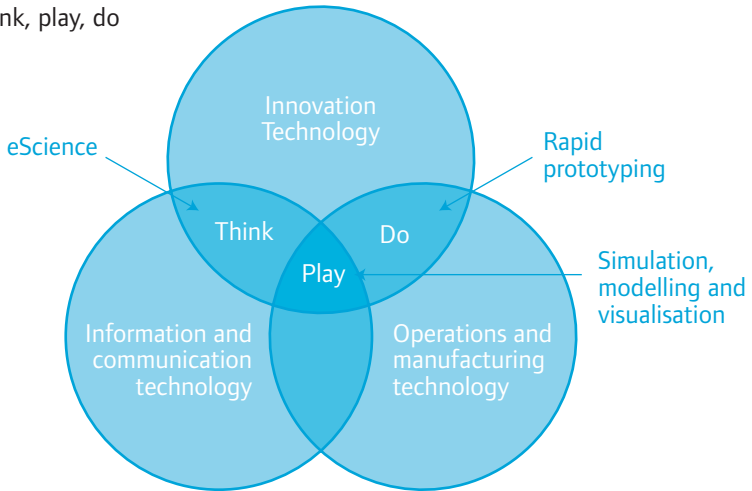 nk, play, do
Innovation
Technology
eScience
Rapid
prototyping
Think
Do
Play
Simulation,
modelling and
visualisation
Information and
communication
technology
Operations and
manufacturing
technology